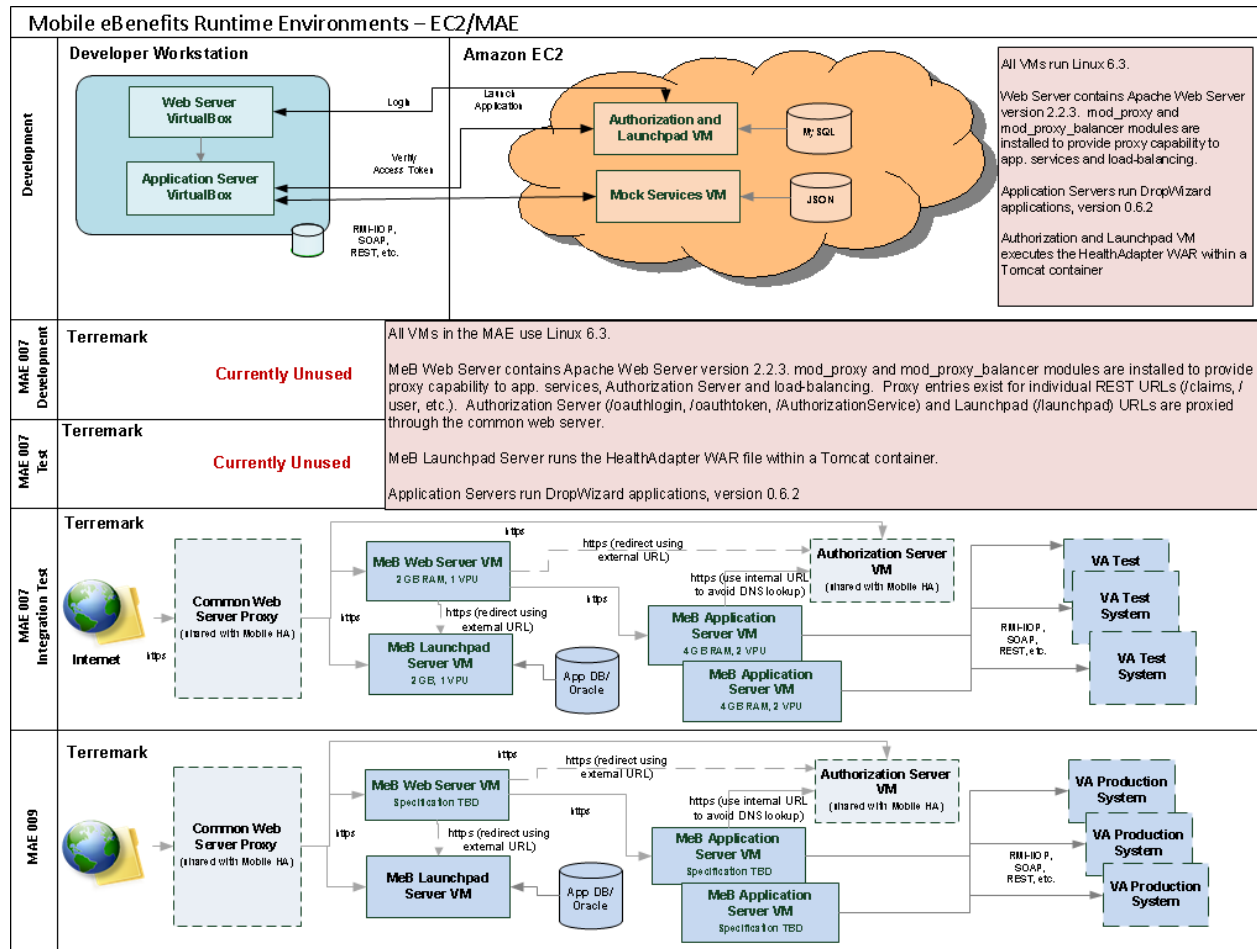 Mobile eBenefits Runtime Environments – EC2/MAE
Development
Developer Workstation
Web Server
VirtualBox
Application Server
VirtualBox
RMI-IIOP,
SOAP,
REST, etc.
Login
Launch
Application
Verify
Access Token
Amazon EC2
Authorization and
Launchpad VM
MySQL
Mock Services VM
JSON
All VMs run Linux 6.3.
Web Server contains Apache Web Server
version 2.2.3. mod_proxy and
mod_proxy_balancer modules are
installed to provide proxy capability to
app. services and load-balancing.
Application Servers run DropWizard
applications, version 0.6.2
Authorization and Launchpad VM
executes the HealthAdapter WAR within a
Tomcat container
MAE 007
Development
Terremark
Currently Unused
MAE 007
Test
Terremark
Currently Unused
All VMs in the MAE use Linux 6.3.
MeB Web Server contains Apache Web Server version 2.2.3. mod_proxy and mod_proxy_balancer modules are installed to provide
proxy capability to app. services, Authorization Server and load-balancing. Proxy entries exist for individual REST URLs (/claims, /
user, etc.). Authorization Server (/oauthlogin, /oauthtoken, /AuthorizationService) and Launchpad (/launchpad) URLs are proxied
through the common web server.
MeB Launchpad Server runs the HealthAdapter WAR file within a Tomcat container.
Application Servers run DropWizard applications, version 0.6.2
MAE 007
Integration Test
Terremark
Internet
https
Common Web
Server Proxy
(shared with Mobile HA)
https
https
MeB Web Server VM
2 GB RAM, 1 VPU
https (redirect using
external URL)
https (redirect using
external URL)
MeB Launchpad
Server VM
2 GB, 1 VPU
App DB/
Oracle
https
https (use internal URL
to avoid DNS lookup)
Authorization Server
VM
(shared with Mobile HA)
MeB Application
Server VM
4 GB RAM, 2 VPU
MeB Application
Server VM
4 GB RAM, 2 VPU
RMI-IIOP,
SOAP,
REST, etc.
VA Test
VA Test
System
VA Test
System
MAE 009
Terremark
Common Web
Server Proxy
(shared with Mobile HA)
https
https
MeB Web Server VM
Specification TBD
https (redirect using
external URL)
https (redirect using
external URL)
MeB Launchpad
Server VM
App DB/
Oracle
https
https (use internal URL
to avoid DNS lookup)
Authorization Server
VM
(shared with Mobile HA)
MeB Application
Server VM
Specification TBD
MeB Application
Server VM
Specification TBD
RMI-IIOP,
SOAP,
REST, etc.
VA Production
System
VA Production
System
VA Production
System